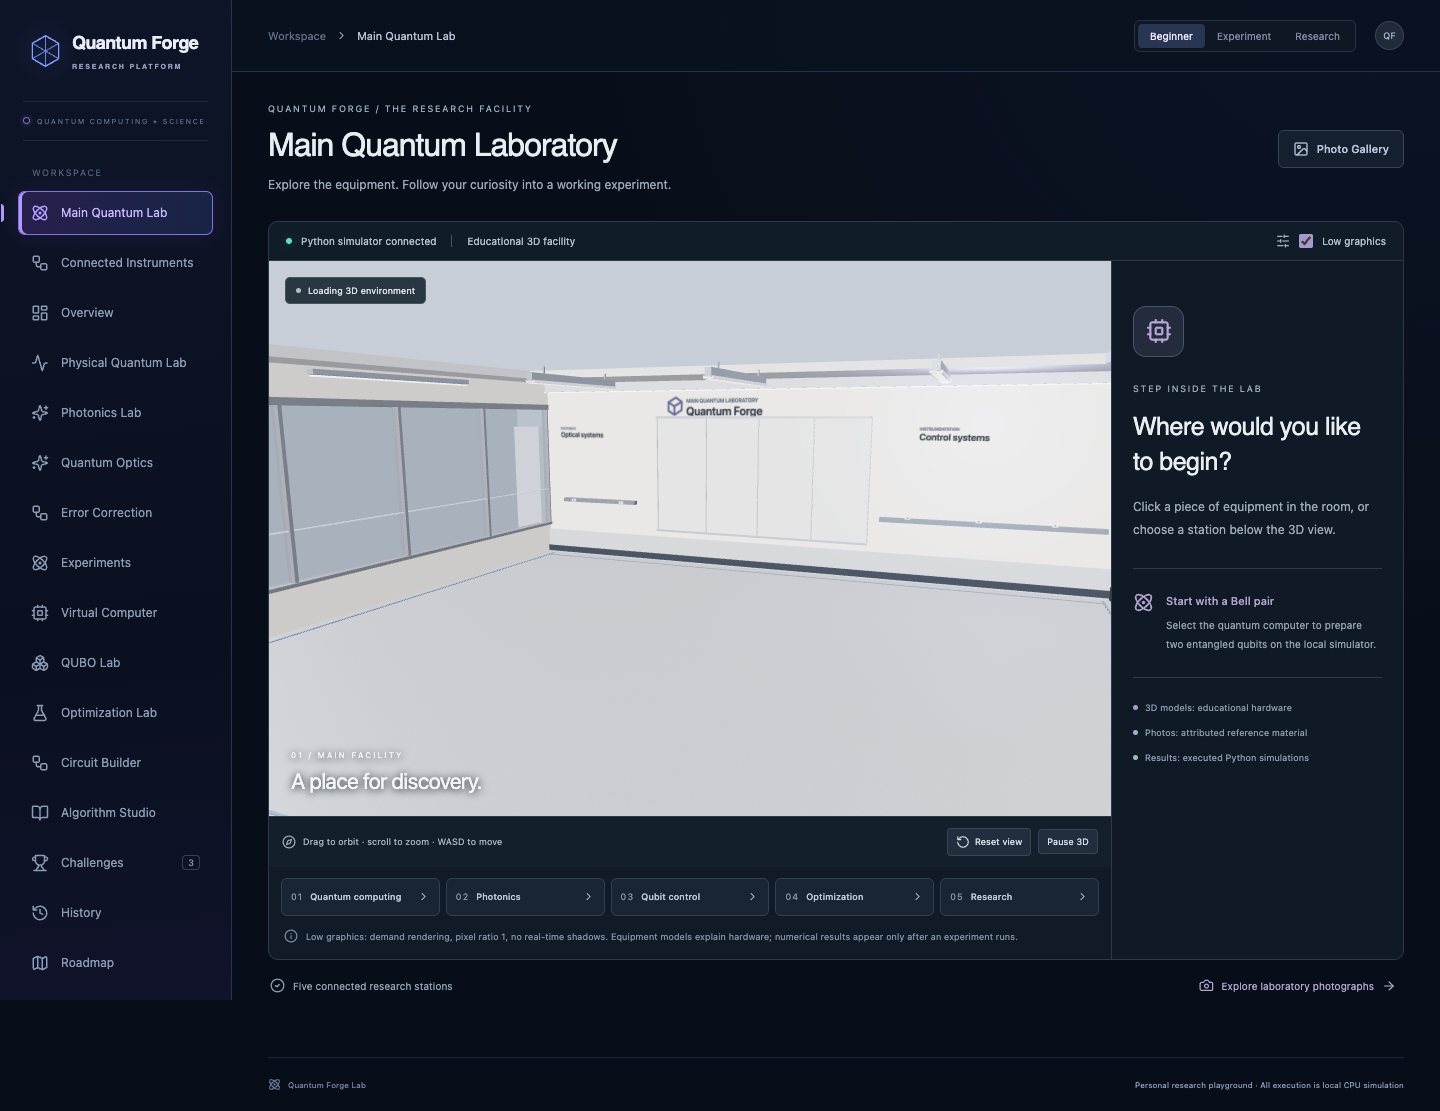 Quantum Forge
RESEARCH PLATFORM
QUANTUM COMPUTING + SCIENCE
WORKSPACE
Main Quantum Lab
Connected Instruments
Overview
Physical Quantum Lab
Photonics Lab
Quantum Optics
Error Correction
Experiments
Virtual Computer
QUBO Lab
Optimization Lab
Circuit Builder
Algorithm Studio
Challenges 3
History
Roadmap
Workspace > Main Quantum Lab
Beginner Experiment Research
QF
QUANTUM FORGE / THE RESEARCH FACILITY
Main Quantum Laboratory
Explore the equipment. Follow your curiosity into a working experiment.
Photo Gallery
Python simulator connected
Educational 3D facility
Low graphics
Loading 3D environment
MAIN QUANTUM LABORATORY
Quantum Forge
Optical systems
INSTRUMENTATION
Control systems
01 / MAIN FACILITY
A place for discovery.
Drag to orbit · scroll to zoom · WASD to move
Reset view
Pause 3D
01 Quantum computing
02 Photonics
03 Qubit control
04 Optimization
05 Research
Low graphics: demand rendering, pixel ratio 1, no real-time shadows. Equipment models explain hardware; numerical results appear only after an experiment runs.
STEP INSIDE THE LAB
Where would you like
to begin?
Click a piece of equipment in the room, or
choose a station below the 3D view.
Start with a Bell pair
Select the quantum computer to prepare
two entangled qubits on the local simulator.
3D models: educational hardware
Photos: attributed reference material
Results: executed Python simulations
Five connected research stations
Explore laboratory photographs
Quantum Forge Lab
Personal research playground · All execution is local CPU simulation